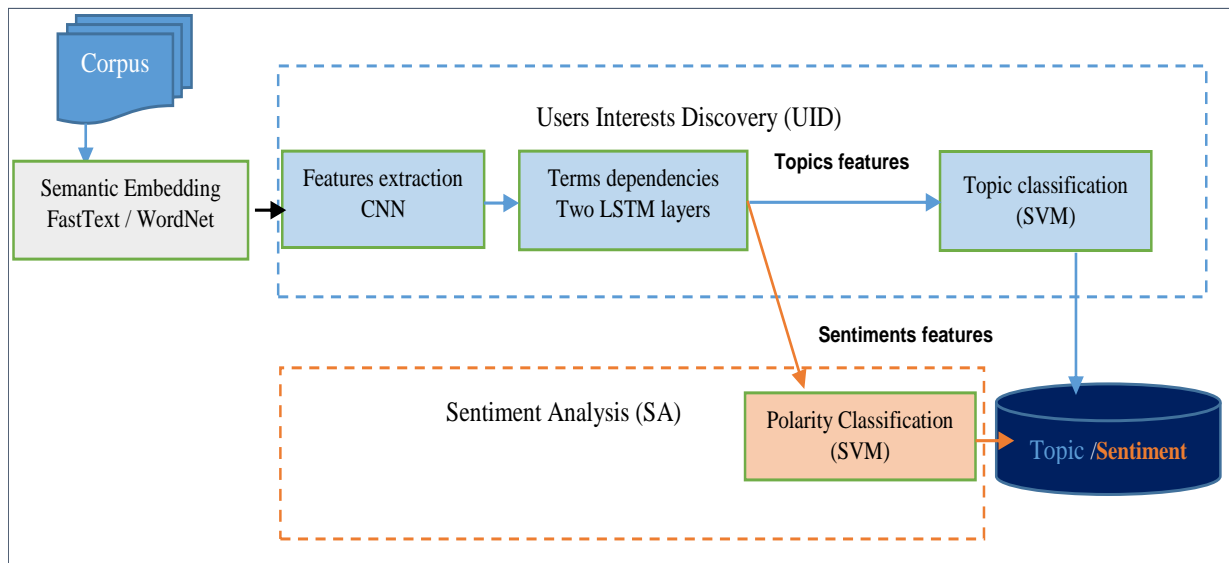 Corpus
Users Interests Discovery (UID)
Semantic Embedding
FastText / WordNet
Features extraction
CNN
Terms dependencies
Two LSTM layers
Topics features
Topic classification
(SVM)
Sentiments features
Sentiment Analysis (SA)
Polarity Classification
(SVM)
Topic /Sentiment